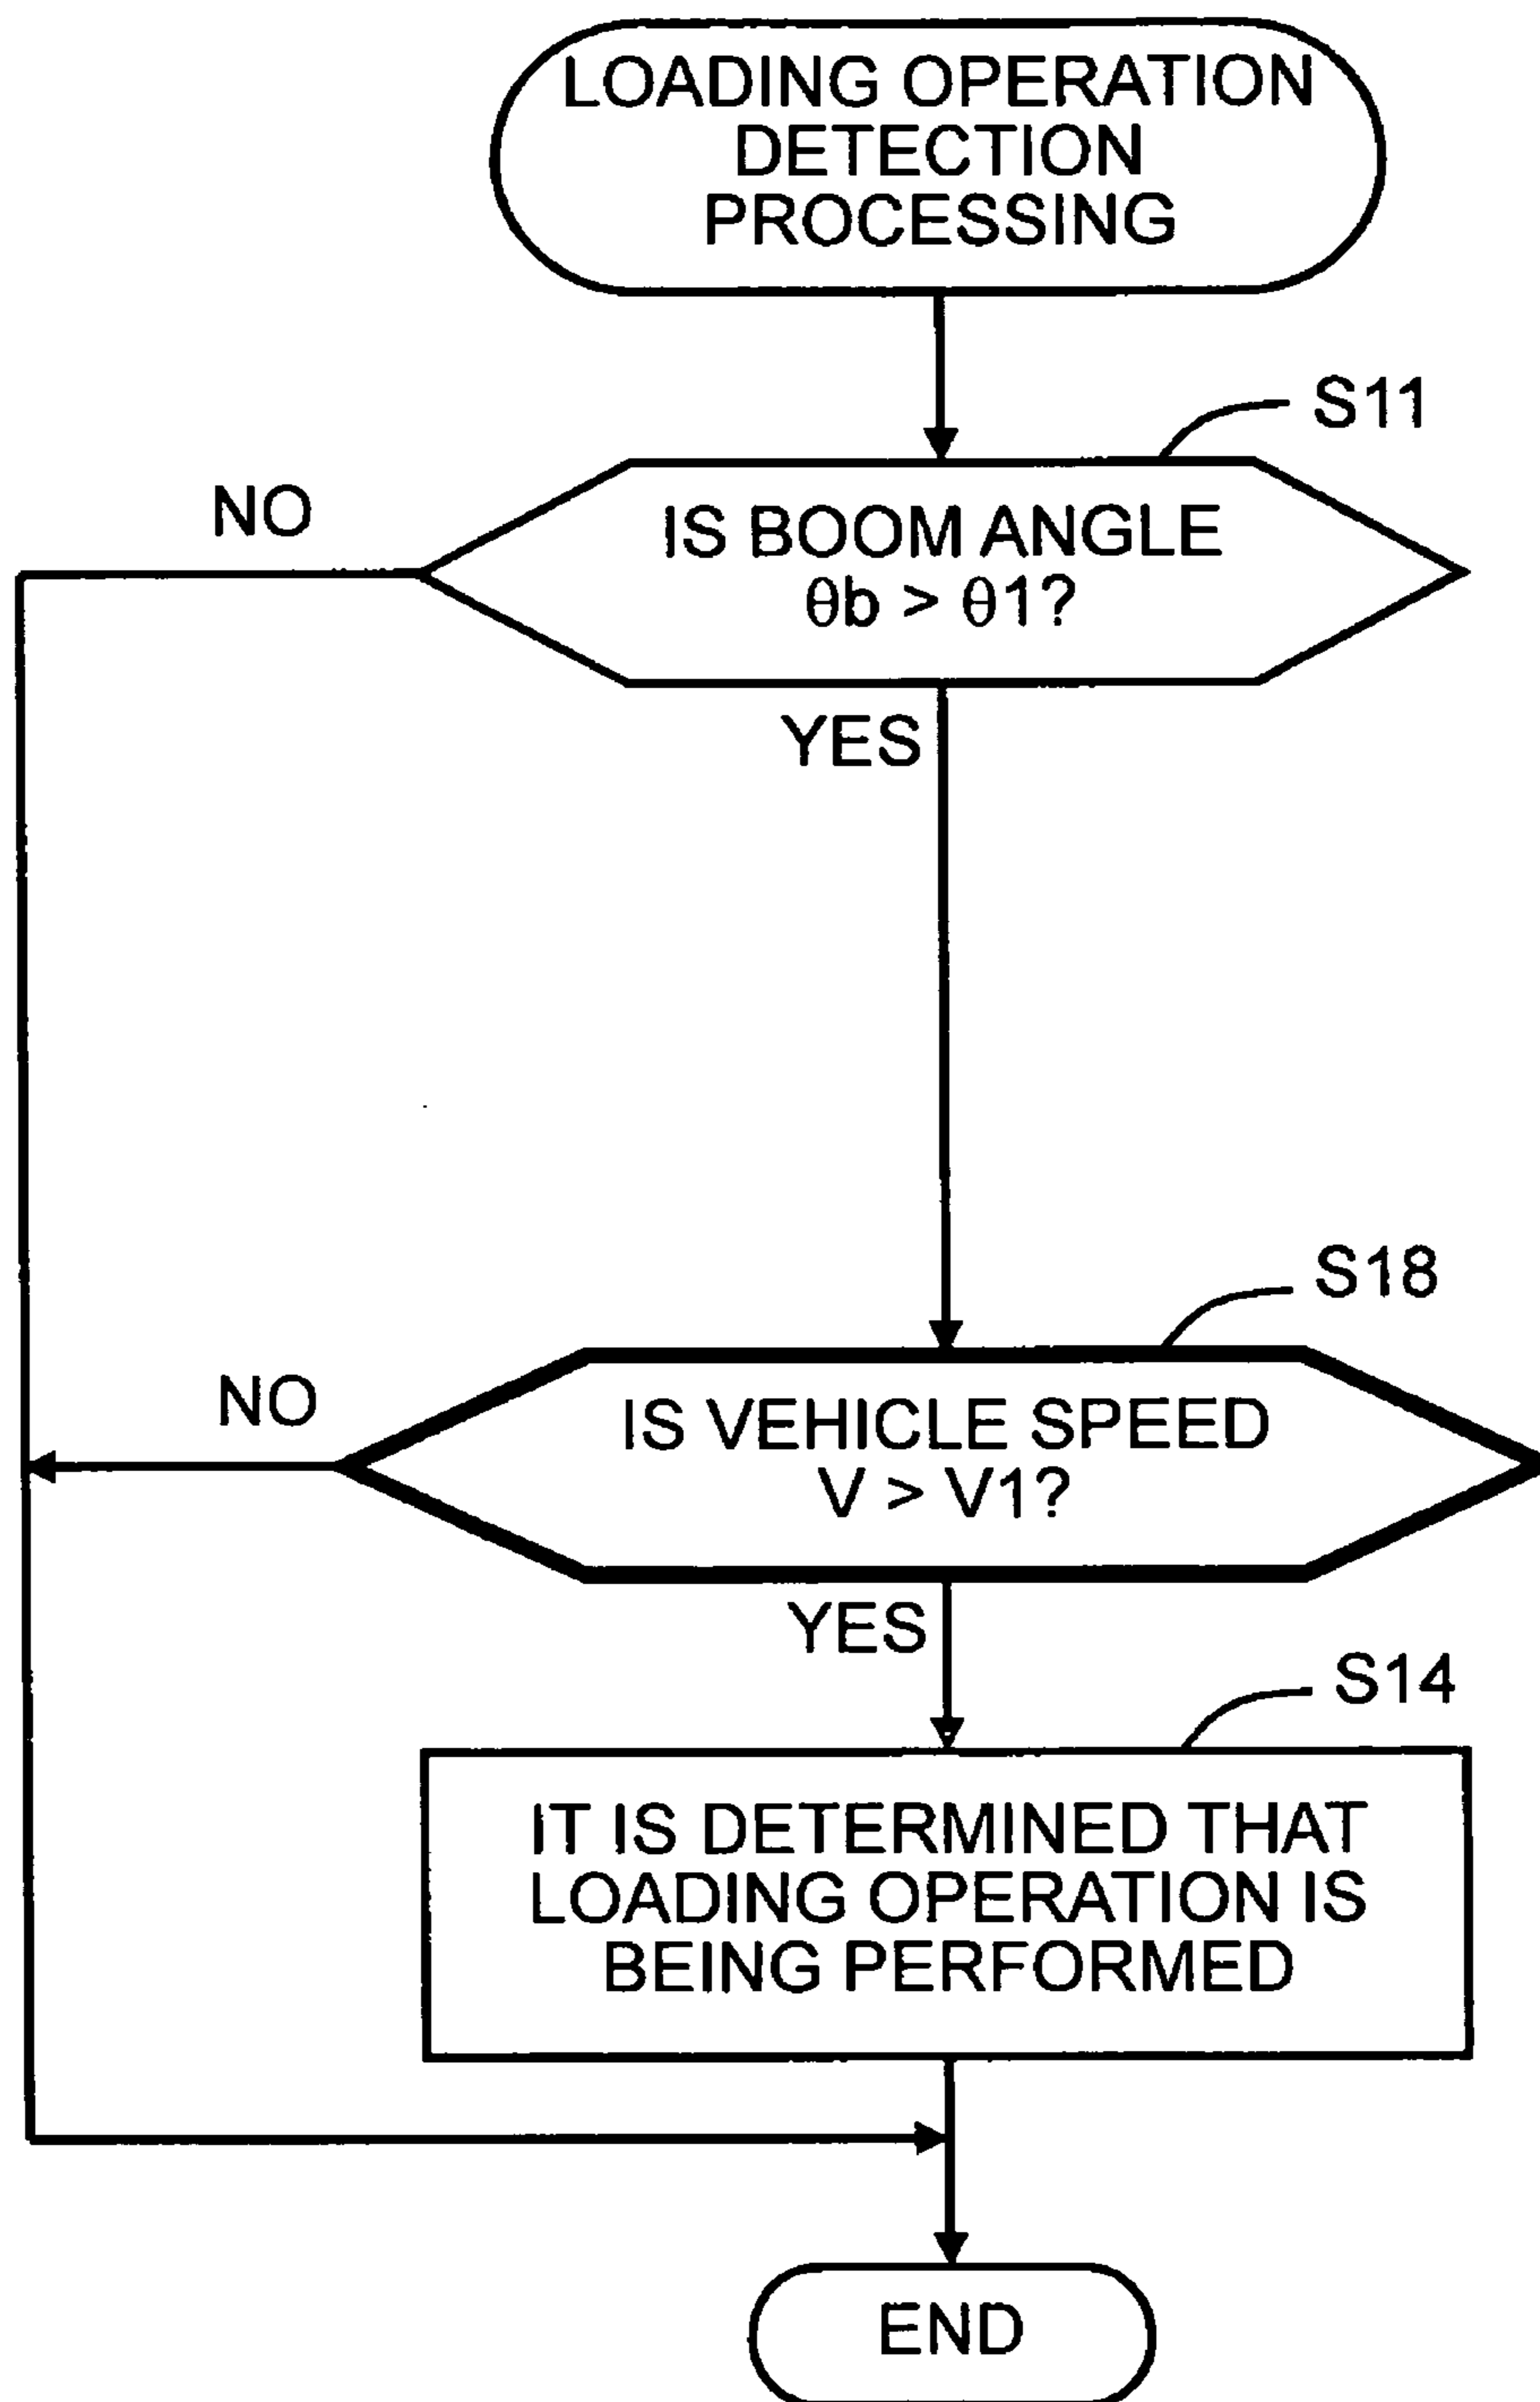 LOADING OPERATION
DETECTION
PROCESSING
S11
NO
IS BOOM ANGLE
θb > θ1?
YES
S18
NO
IS VEHICLE SPEED
V > V1?
YES
S14
IT IS DETERMINED THAT
LOADING OPERATION IS
BEING PERFORMED
END